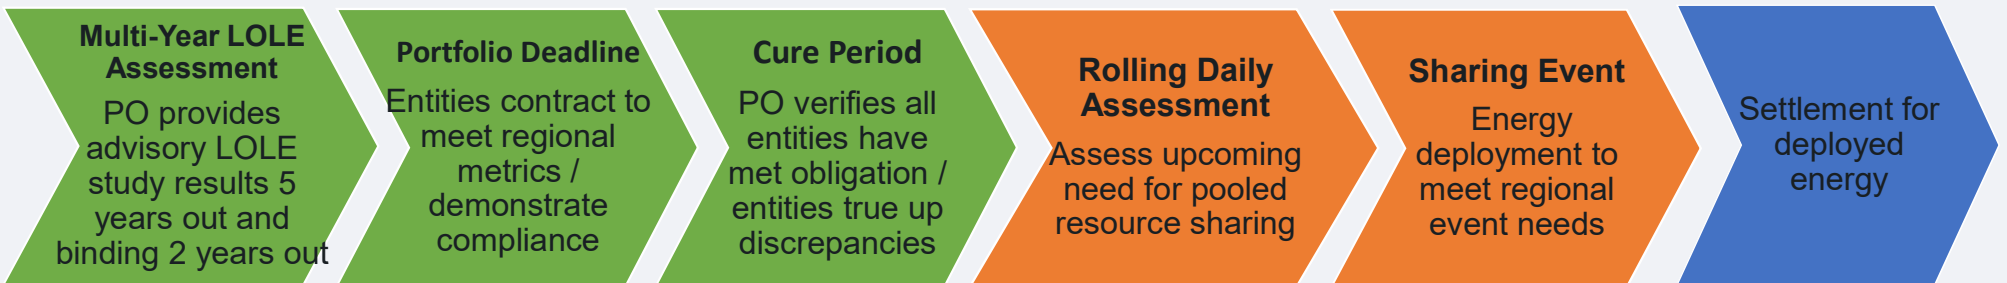 Multi-Year LOLE
Assessment
PO provides
advisory LOLE
study results 5
years out and
binding 2 years out
Portfolio Deadline
Entities contract to
meet regional
metrics /
demonstrate
compliance
Cure Period
PO verifies all
entities have
met obligation /
entities true up
discrepancies
Rolling Daily
Assessment
Assess upcoming
need for pooled
resource sharing
Sharing Event
Energy
deployment to
meet regional
event needs
Settlement for
deployed
energy